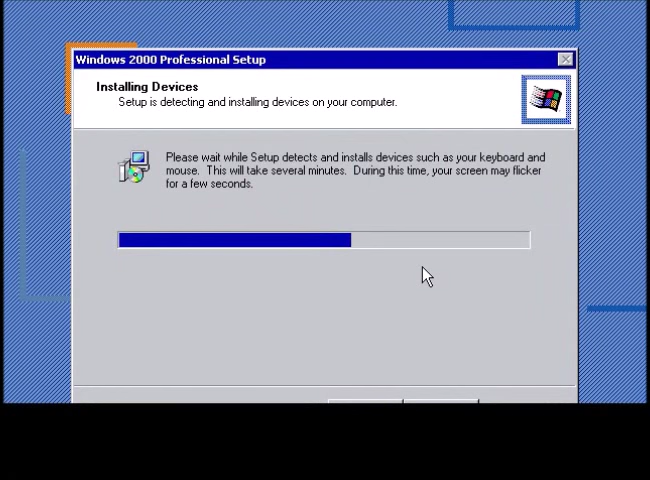 Windows 2000 Professional Setup
Installing Devices
Setup is detecting and installing devices on your computer.
Please wait while Setup detects and installs devices such as your keyboard and
mouse.  This will take several minutes.  During this time, your screen may flicker
for a few seconds.